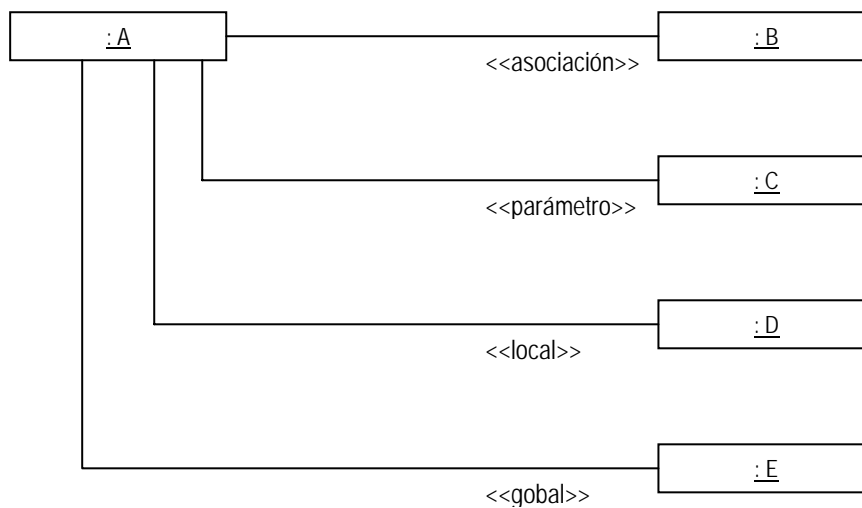 : A
: B
<<asociación>>
: C
<<parámetro>>
: D
<<local>>
: E
<<gobal>>